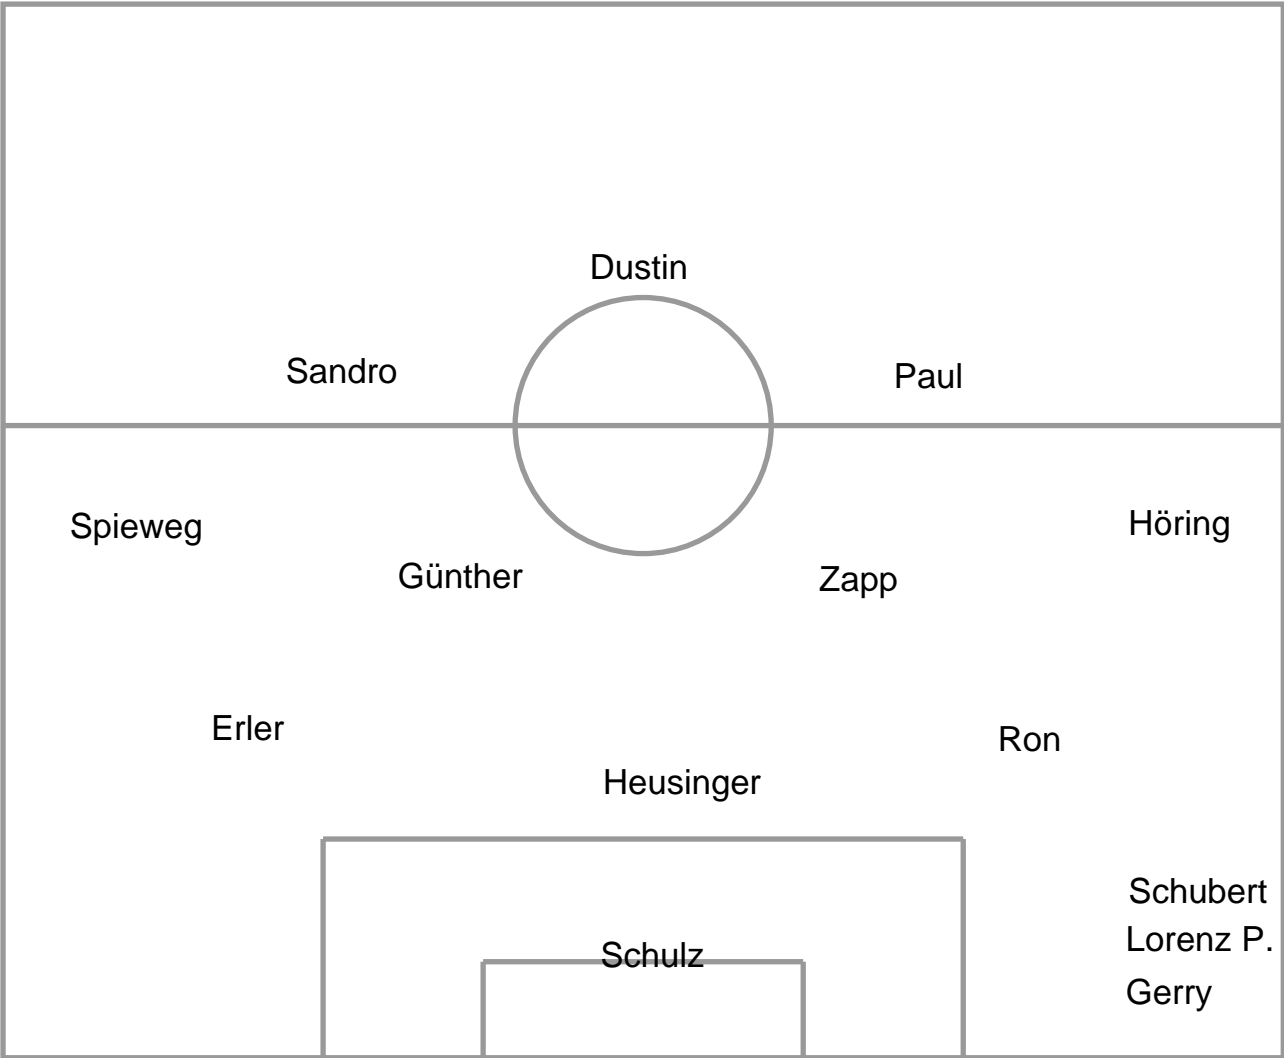 Dustin
Sandro
Paul
Spieweg
Höring
Günther
Zapp
Erler
Ron
Heusinger
Schubert
Lorenz P.
Schulz
Gerry